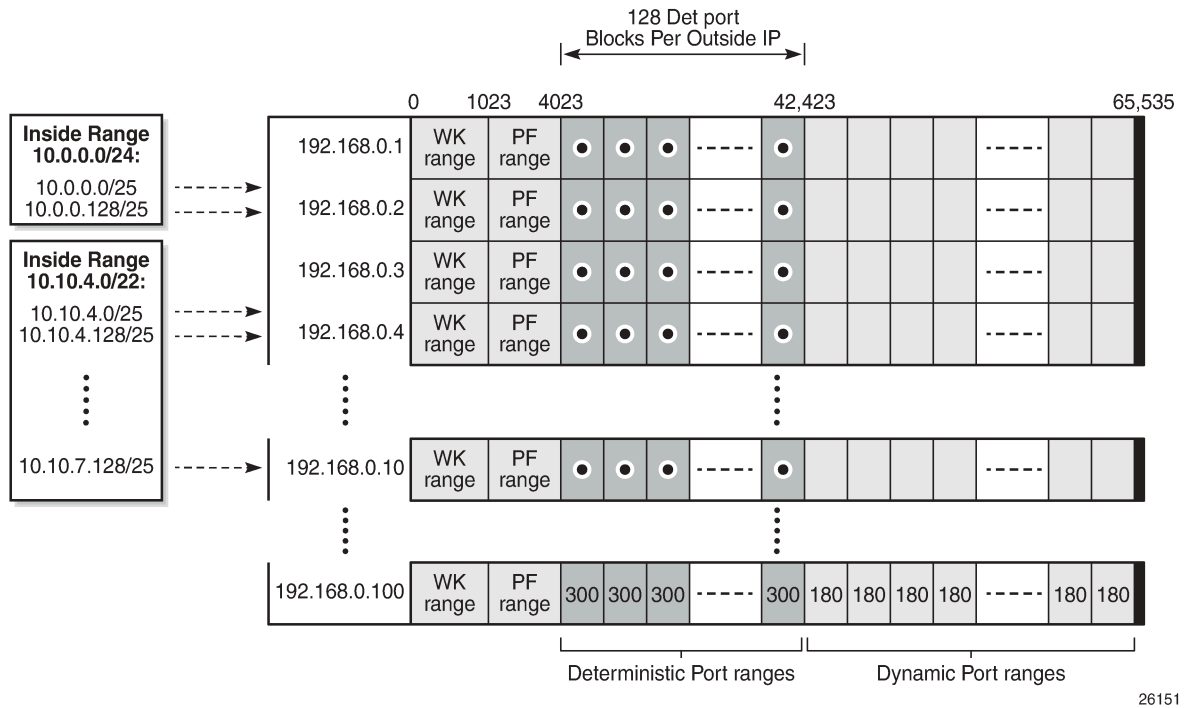 128 Det port
Blocks Per Outside IP
0 1023 4023 42,423 65,535
Inside Range
10.0.0.0/24:
10.0.0.0/25
10.0.0.128/25
Inside Range
10.10.4.0/22:
10.10.4.0/25
10.10.4.128/25
10.10.7.128/25
192.168.0.1 WK range PF range
192.168.0.2 WK range PF range
192.168.0.3 WK range PF range
192.168.0.4 WK range PF range
192.168.0.10 WK range PF range
192.168.0.100 WK range PF range 300 300 300 300 180 180 180 180 180 180
Deterministic Port ranges Dynamic Port ranges
26151